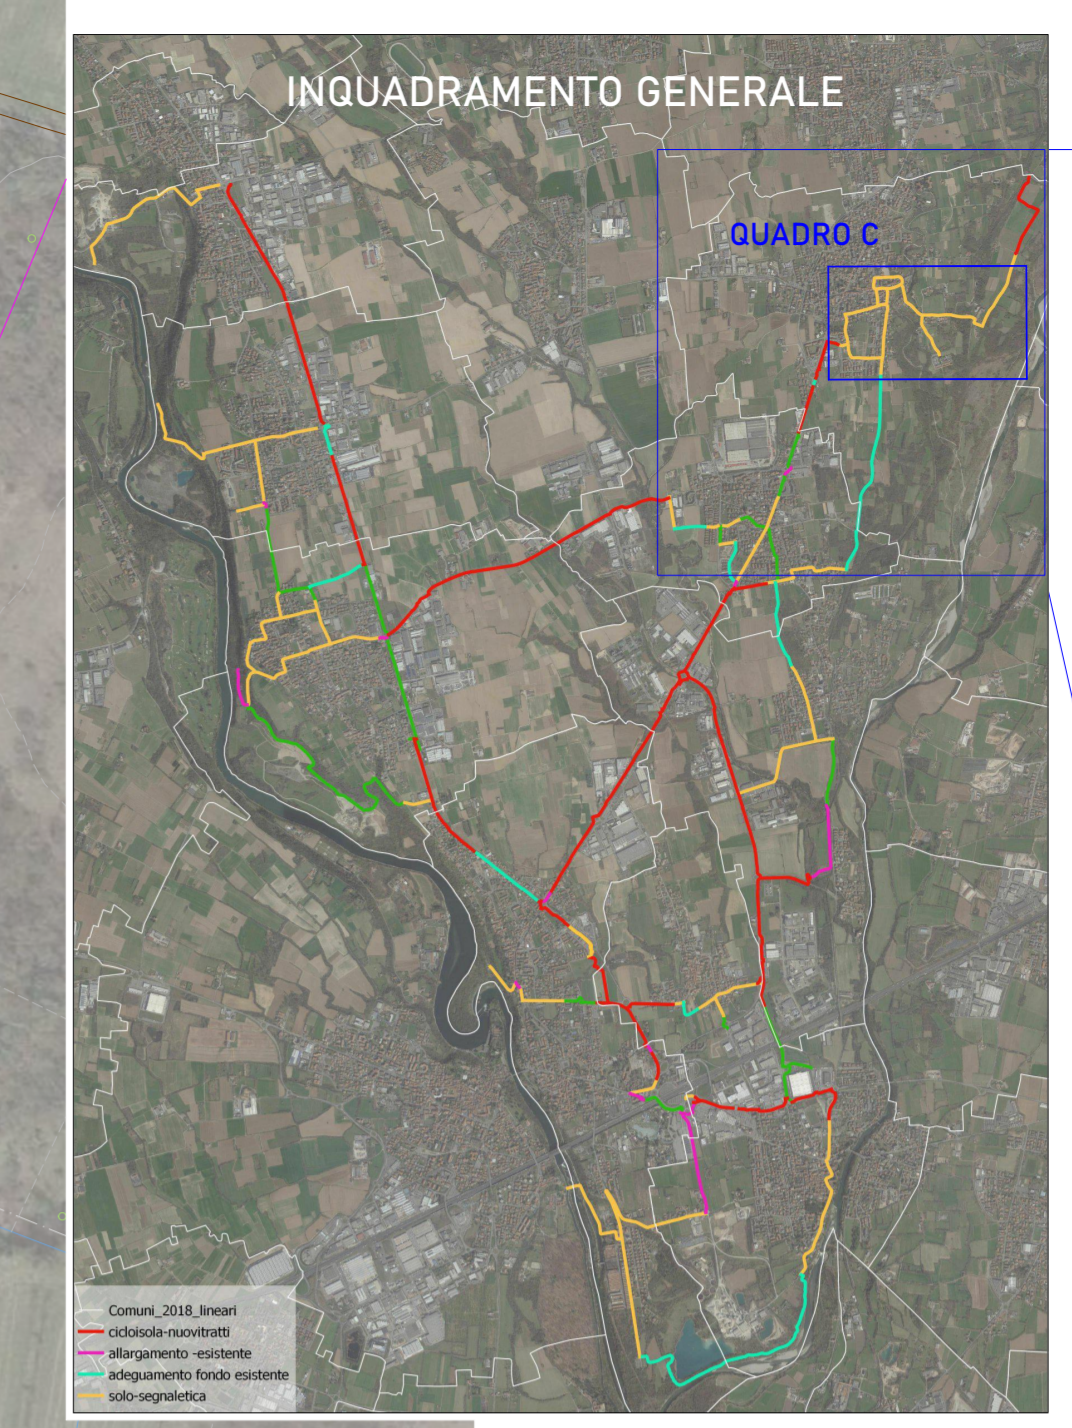 INQUADRAMENTO GENERALE
QUADRO C
Comuni_2018_lineari
cicloisola-nuovitratti
allargamento -esistente
adeguamento fondo esistente
solo-segnaletica